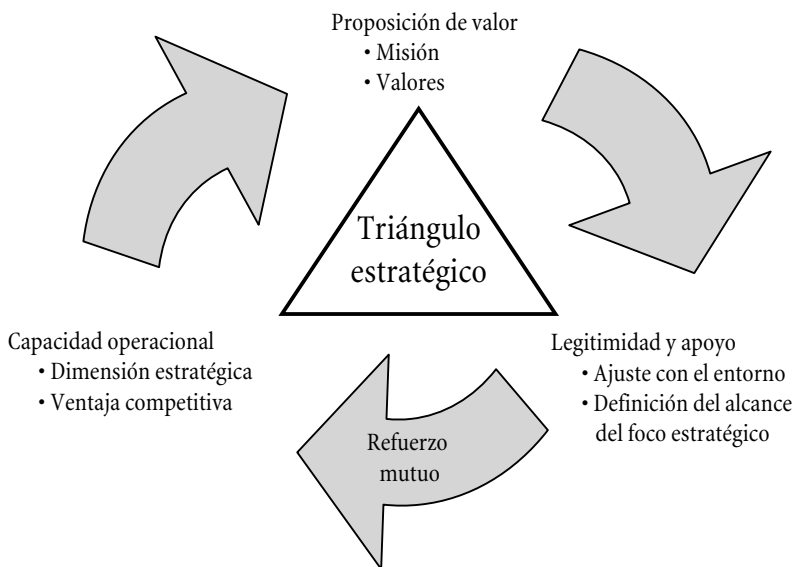 Proposición de valor
• Misión
• Valores
Triángulo
estratégico
Capacidad operacional
• Dimensión estratégica
• Ventaja competitiva
Legitimidad y apoyo
• Ajuste con el entorno
• Definición del alcance
del foco estratégico
Refuerzo
mutuo